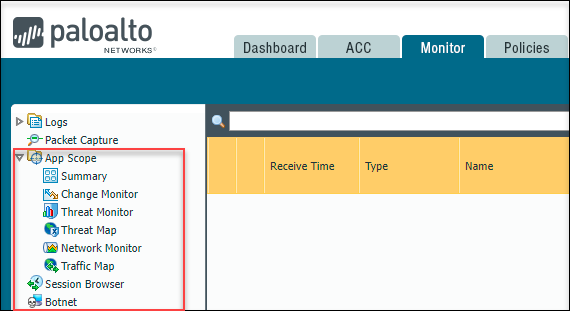 paloalto
NETWORKS®
Dashboard ACC Monitor Policies
Logs
Packet Capture
App Scope
Summary
Change Monitor
Threat Monitor
Threat Map
Network Monitor
Traffic Map
Session Browser
Botnet
Receive Time Type Name